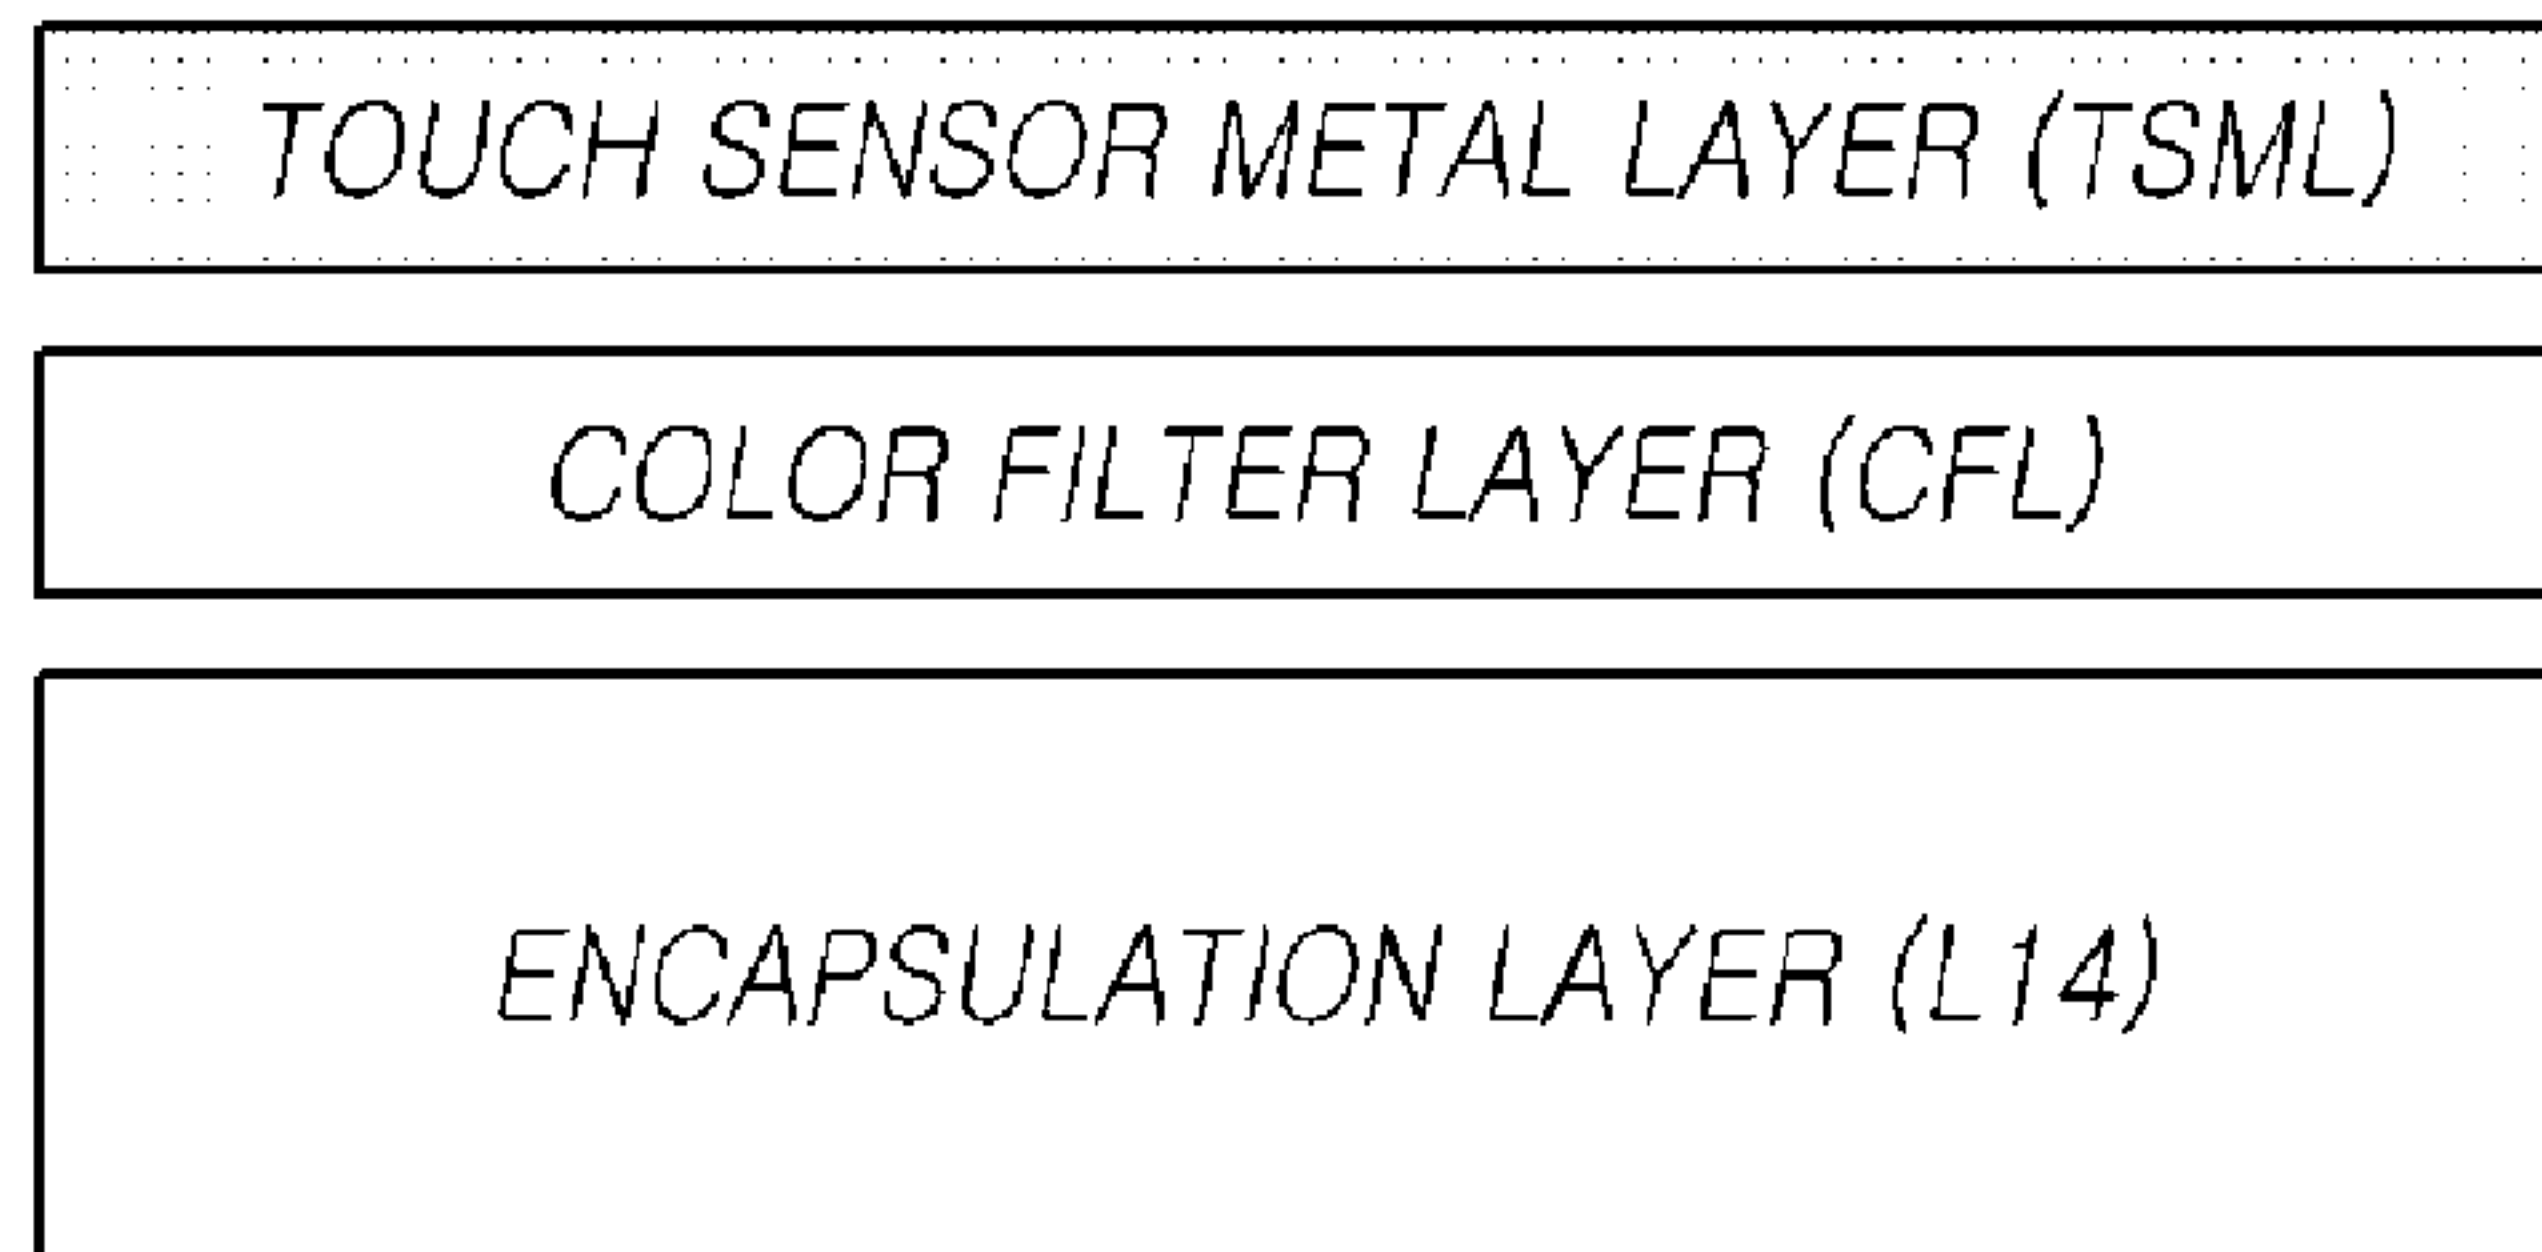 TOUCH SENSOR METAL LAYER (TSML)
COLOR FILTER LAYER (CFL)
ENCAPSULATION LAYER (L14)